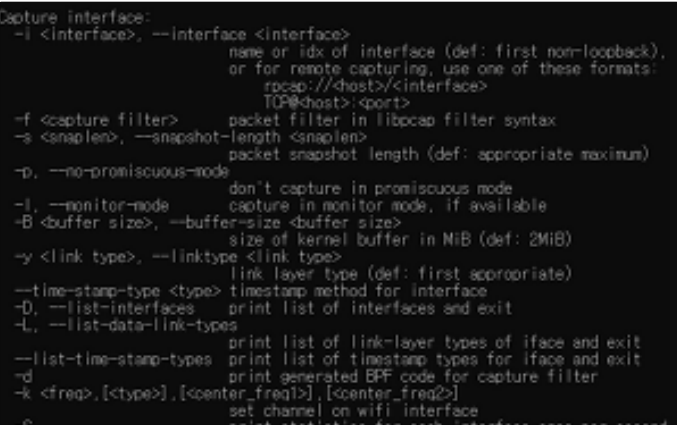 Capture interface:
-i <interface>, --interface <interface>
name or idx of interface (def: first non-loopback),
or for remote capturing, use one of these formats:
rpcap://<host>/<interface>
TCP@<host>:<port>
-f <capture filter> packet filter in libpcap filter syntax
-s <snaplen>, --snapshot-length <snaplen>
packet snapshot length (def: appropriate maximum)
-p, --no-promiscuous-mode
don't capture in promiscuous mode
-I, --monitor-mode capture in monitor mode, if available
-B <buffer size>, --buffer-size <buffer size>
size of kernel buffer in MiB (def: 2MiB)
-y <link type>, --linktype <link type>
link layer type (def: first appropriate)
--time-stamp-type <type> timestamp method for interface
-D, --list-interfaces print list of interfaces and exit
-L, --list-data-link-types
print list of link-layer types of iface and exit
--list-time-stamp-types print list of timestamp types for iface and exit
-d print generated BPF code for capture filter
-k <freq>,[<type>],[<center_freq1>],[<center_freq2>]
set channel on wifi interface